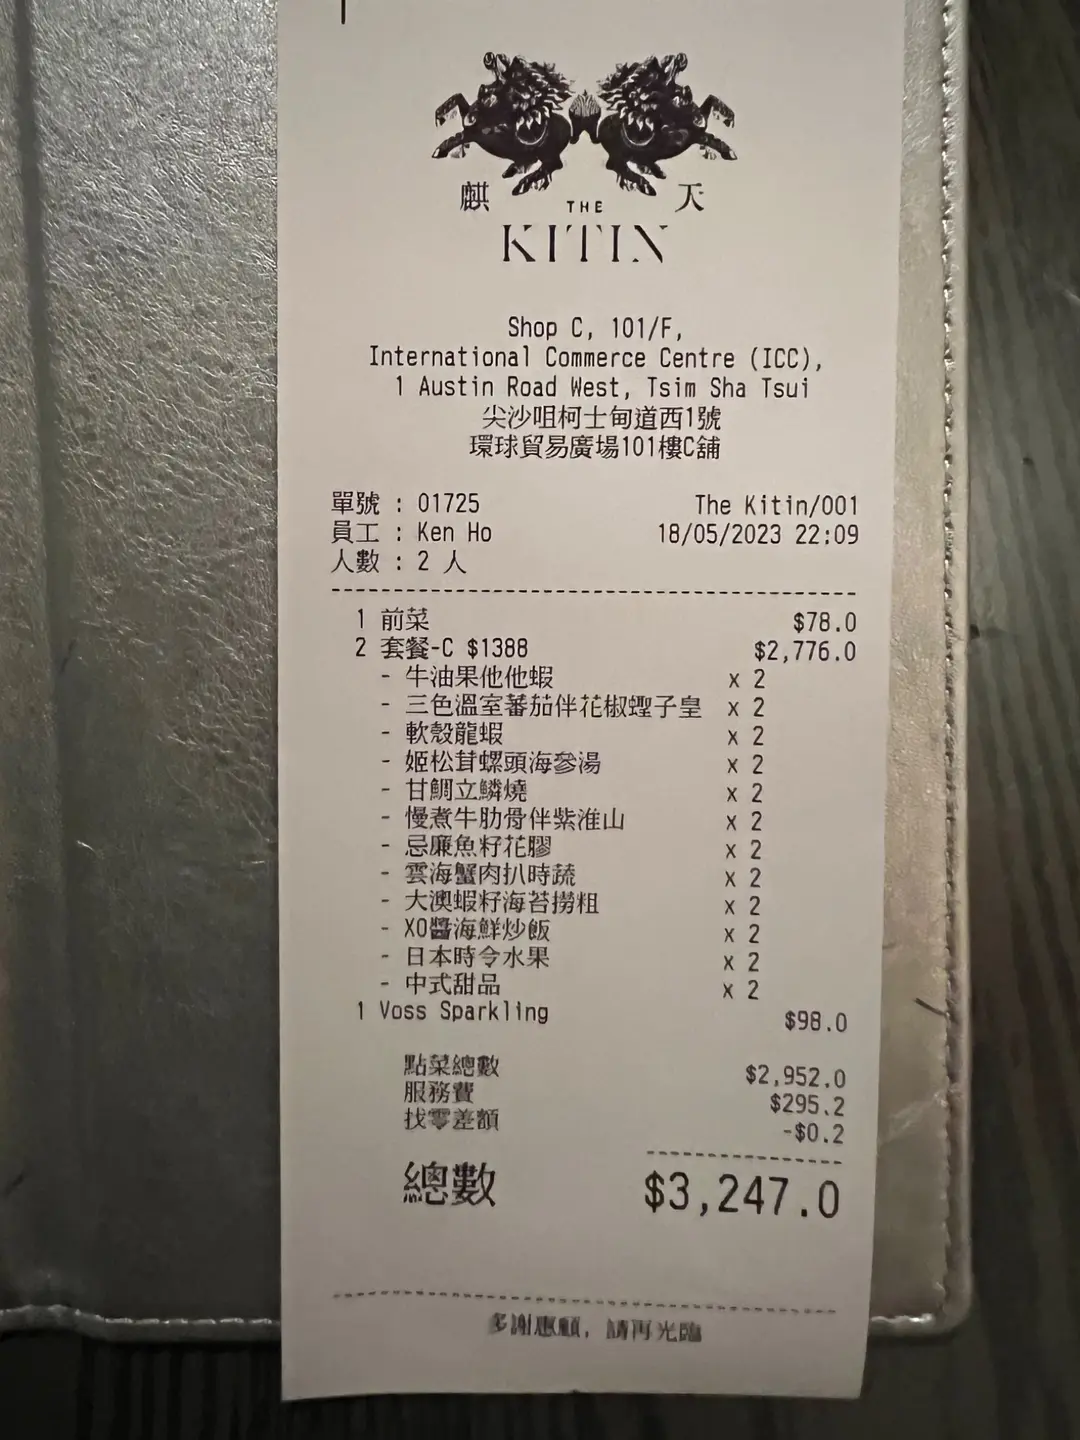 麒 天
THE
KITIN
Shop C, 101/F,
International Commerce Centre (ICC),
1 Austin Road West, Tsim Sha Tsui
尖沙咀柯士甸道西1號
環球貿易廣場101樓C舖
單號 : 01725 The Kitin/001
員工 : Ken Ho 18/05/2023 22:09
人數 : 2 人
1 前菜 $78.0
2 套餐-C $1388 $2,776.0
- 牛油果他他蝦 x 2
- 三色溫室蕃茄伴花椒蟶子皇 x 2
- 軟殼龍蝦 x 2
- 姬松茸螺頭海參湯 x 2
- 甘鯛立鱗燒 x 2
- 慢煮牛肋骨伴紫淮山 x 2
- 忌廉魚籽花膠 x 2
- 雲海蟹肉扒時蔬 x 2
- 大澳蝦籽海苔撈粗 x 2
- XO醬海鮮炒飯 x 2
- 日本時令水果 x 2
- 中式甜品 x 2
1 Voss Sparkling $98.0
點菜總數 $2,952.0
服務費 $295.2
找零差額 -$0.2
總數 $3,247.0
多謝惠顧, 請再光臨